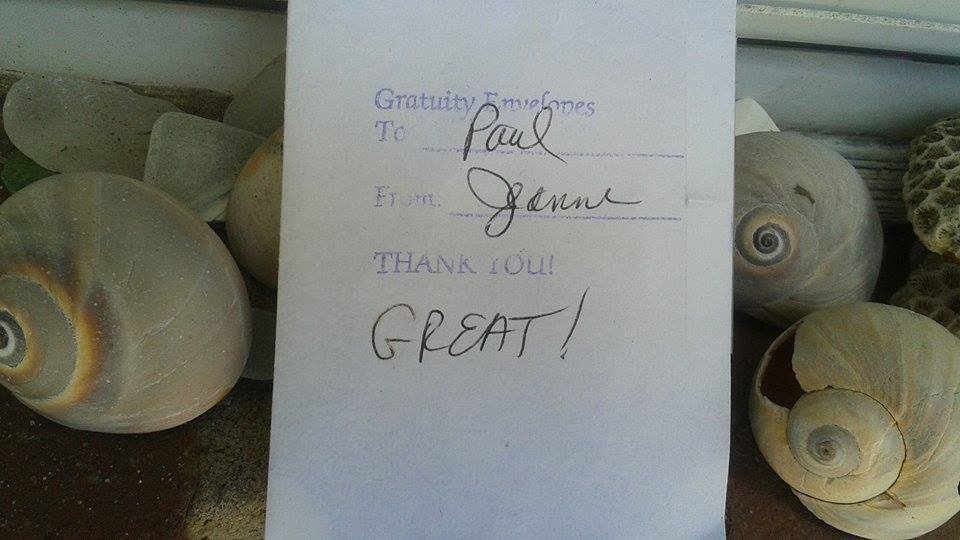 Gratuity Envelopes
To Paul
From: Jeanne
THANK YOU!
GREAT!